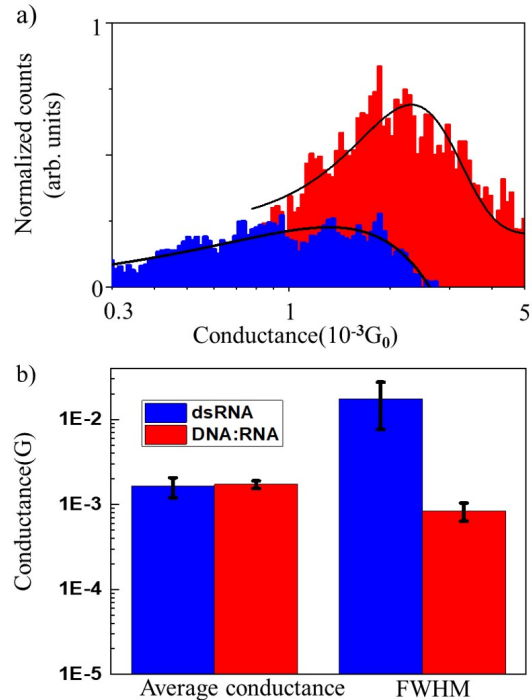 a)
1
Normalized counts
(arb. units)
0
0.3
1
5
Conductance(10⁻³G₀)
b)
dsRNA
DNA:RNA
1E-2
1E-3
1E-4
1E-5
Conductance(G)
Average conductance
FWHM